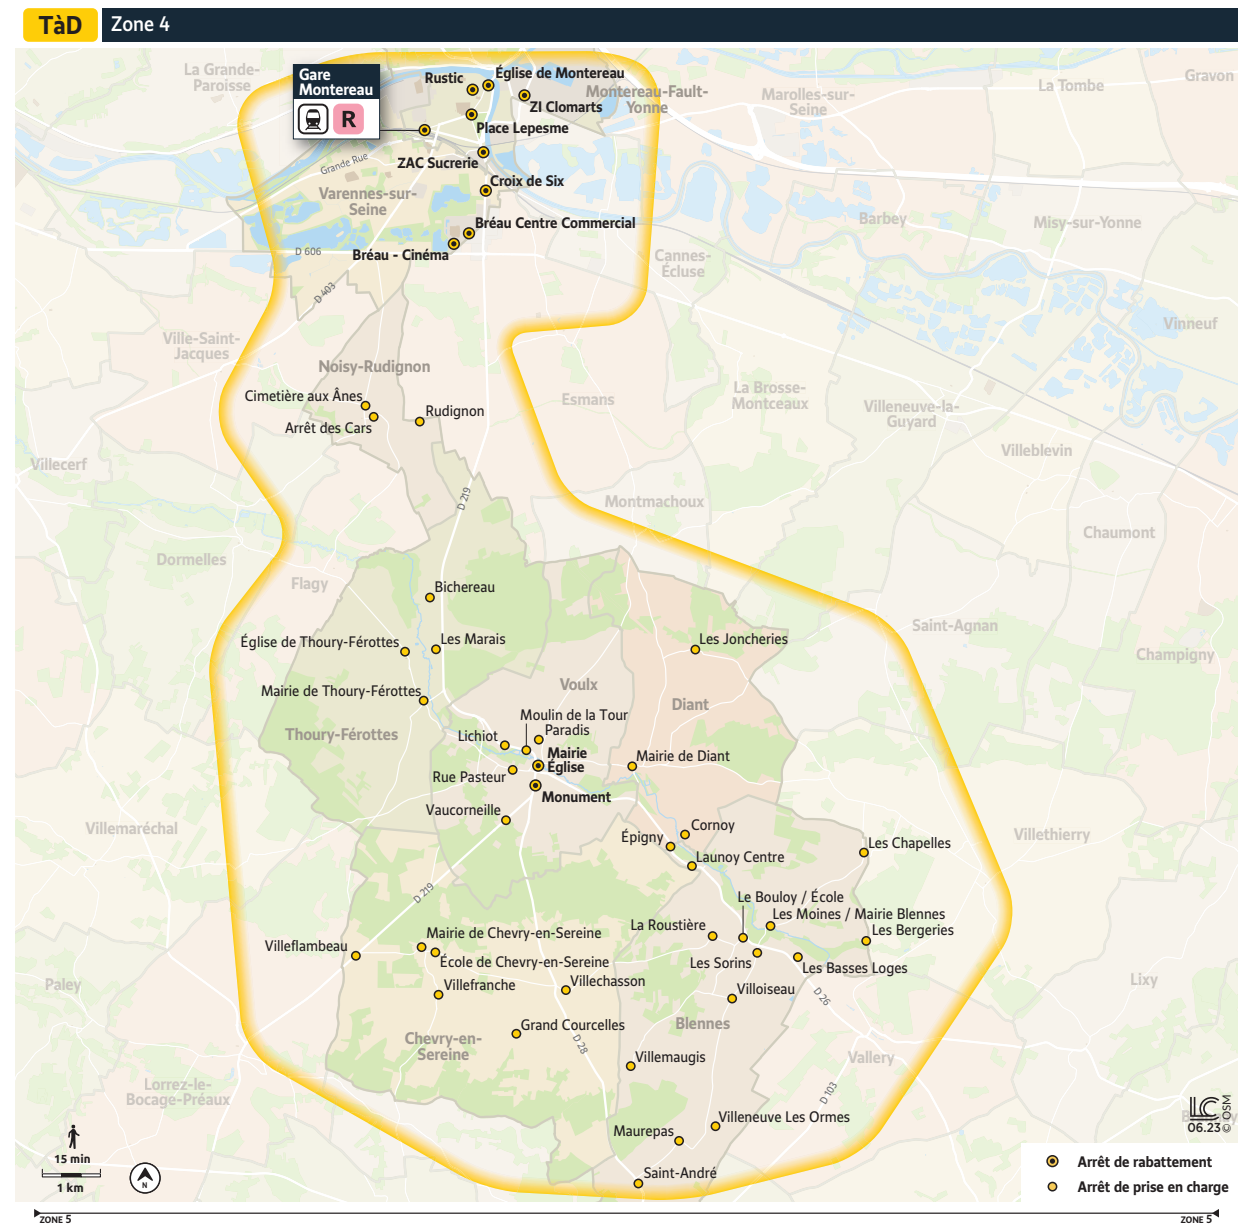 TàD
Zone 4
La Grande-
Paroisse
Gare
Montereau
R
Rustic
Église de Montereau
ZI Clomarts
Montereau-Fault-
Yonne
Place Lepesme
Marolles-sur-
Seine
La Tombe
Gravon
Grande Rue
ZAC Sucrerie
Croix de Six
Varennes-sur-
Seine
Bréau Centre Commercial
Bréau - Cinéma
D 606
Barbey
Misy-sur-Yonne
Cannes-
Écluse
D 403
Vinneuf
Ville-Saint-
Jacques
Noisy-Rudignon
Cimetière aux Ânes
Arrêt des Cars
Rudignon
Esmans
La Brosse-
Montceaux
Villeneuve-la-
Guyard
Villeblevin
Villecerf
D 219
Montmachoux
Chaumont
Dormelles
Flagy
Bichereau
Église de Thoury-Férottes
Les Marais
Les Joncheries
Saint-Agnan
Champigny
Mairie de Thoury-Férottes
Voulx
Diant
Thoury-Férottes
Moulin de la Tour
Paradis
Lichiot
Mairie
Église
Mairie de Diant
Rue Pasteur
Monument
Vaucorneille
Villemaréchal
Épigny
Cornoy
Launoy Centre
Les Chapelles
Villethierry
D 219
Le Bouloy / École
Les Moines / Mairie Blennes
La Roustière
Les Bergeries
Villeflambeau
Mairie de Chevry-en-Sereine
École de Chevry-en-Sereine
Les Sorins
Les Basses Loges
Villefranche
Villechasson
Villoiseau
D 26
Paley
Lixy
Grand Courcelles
Blennes
Chevry-en-
Sereine
D 28
Villemaugis
Vallery
Lorrez-le-
Bocage-Préaux
D 103
Villeneuve Les Ormes
Maurepas
Saint-André
LC
06.23 © OSM
15 min
1 km
N
Arrêt de rabattement
Arrêt de prise en charge
ZONE 5
ZONE 5